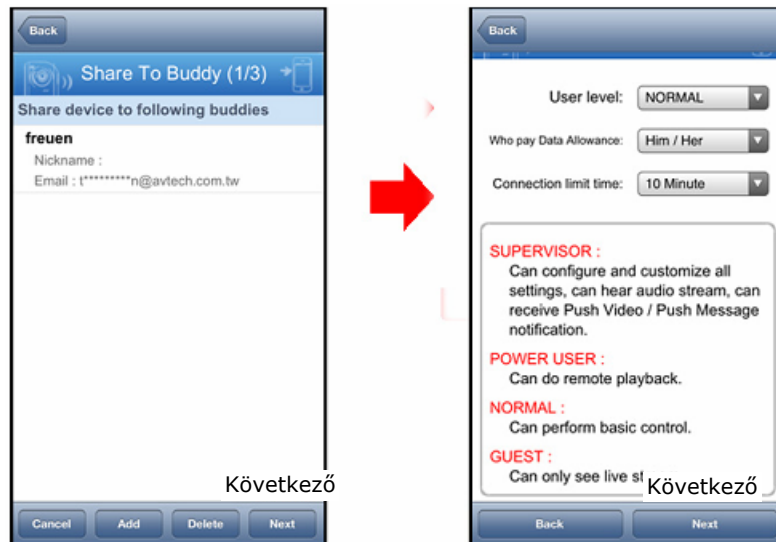 Back
Share To Buddy (1/3)
Share device to following buddies
freuen
Nickname :
Email : t*********n@avtech.com.tw
Következő
Cancel
Add
Delete
Next
Back
User level: NORMAL
Who pay Data Allowance: Him / Her
Connection limit time: 10 Minute
SUPERVISOR :
Can configure and customize all
settings, can hear audio stream, can
receive Push Video / Push Message
notification.
POWER USER :
Can do remote playback.
NORMAL :
Can perform basic control.
GUEST :
Can only see live
Következő
Back
Next